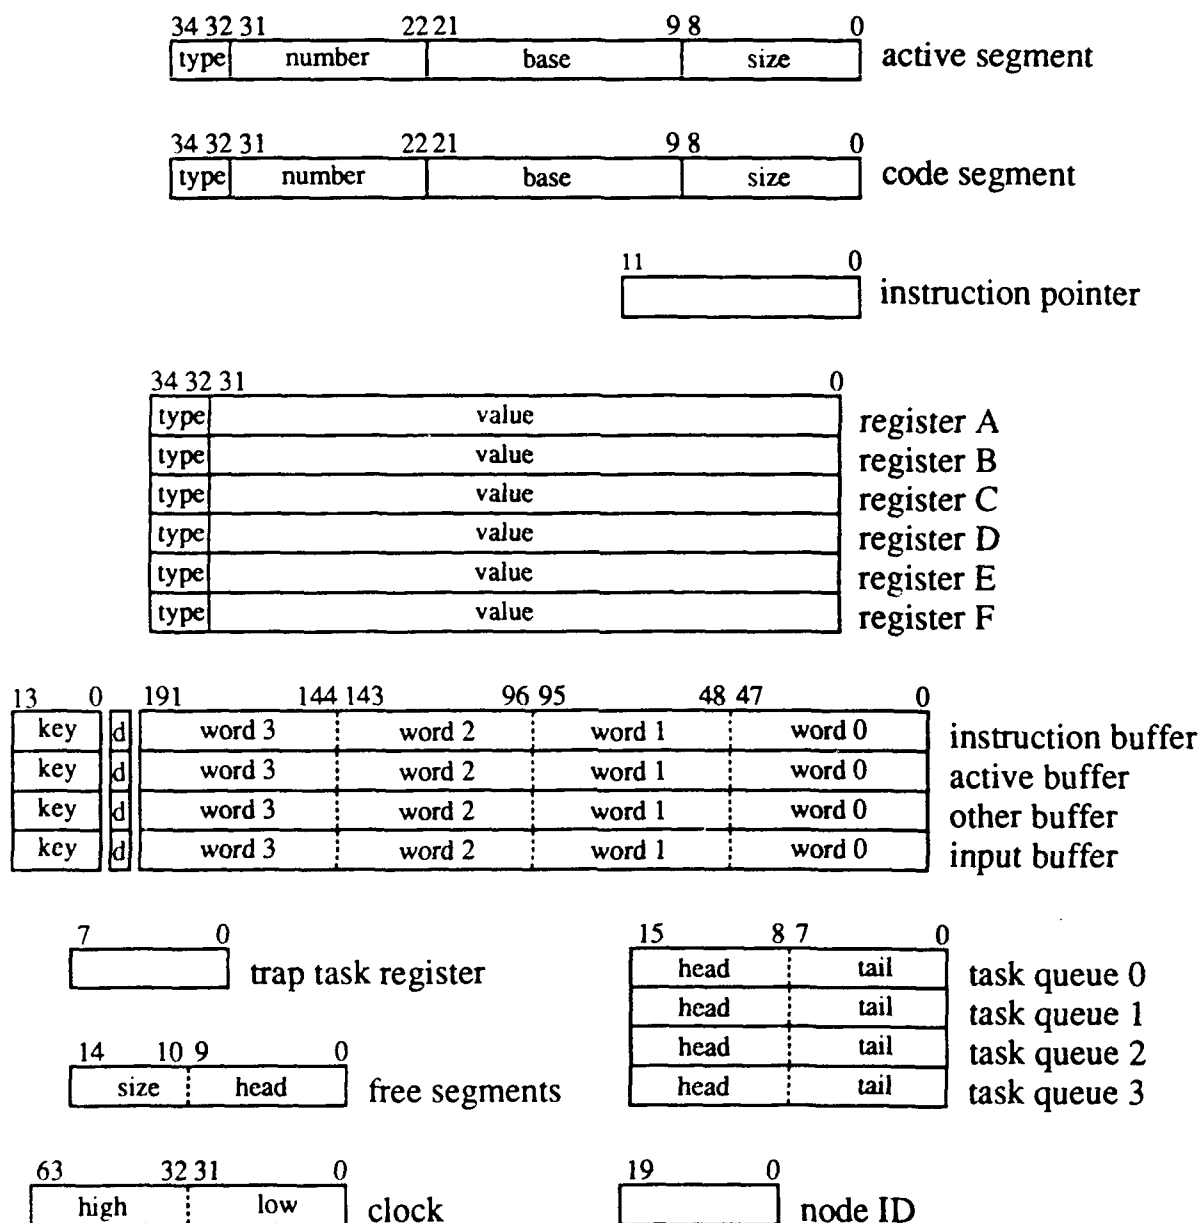 34 32 31 22 21 9 8 0
type number base size active segment
34 32 31 22 21 9 8 0
type number base size code segment
11 0
instruction pointer
34 32 31 0
type value register A
type value register B
type value register C
type value register D
type value register E
type value register F
13 0 191 144 143 96 95 48 47 0
key d word 3 word 2 word 1 word 0 instruction buffer
key d word 3 word 2 word 1 word 0 active buffer
key d word 3 word 2 word 1 word 0 other buffer
key d word 3 word 2 word 1 word 0 input buffer
7 0
trap task register
14 10 9 0
size head free segments
15 8 7 0
head tail task queue 0
head tail task queue 1
head tail task queue 2
head tail task queue 3
63 32 31 0
high low clock
19 0
node ID